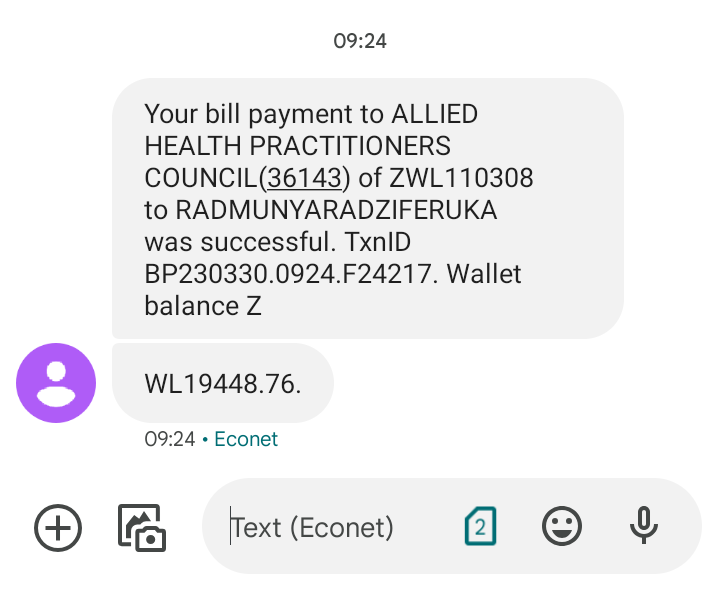 09:24
Your bill payment to ALLIED
HEALTH PRACTITIONERS
COUNCIL(36143) of ZWL110308
to RADMUNYARADZIFERUKA
was successful. TxnID
BP230330.0924.F24217. Wallet
balance Z
WL19448.76.
09:24 • Econet
Text (Econet) 2